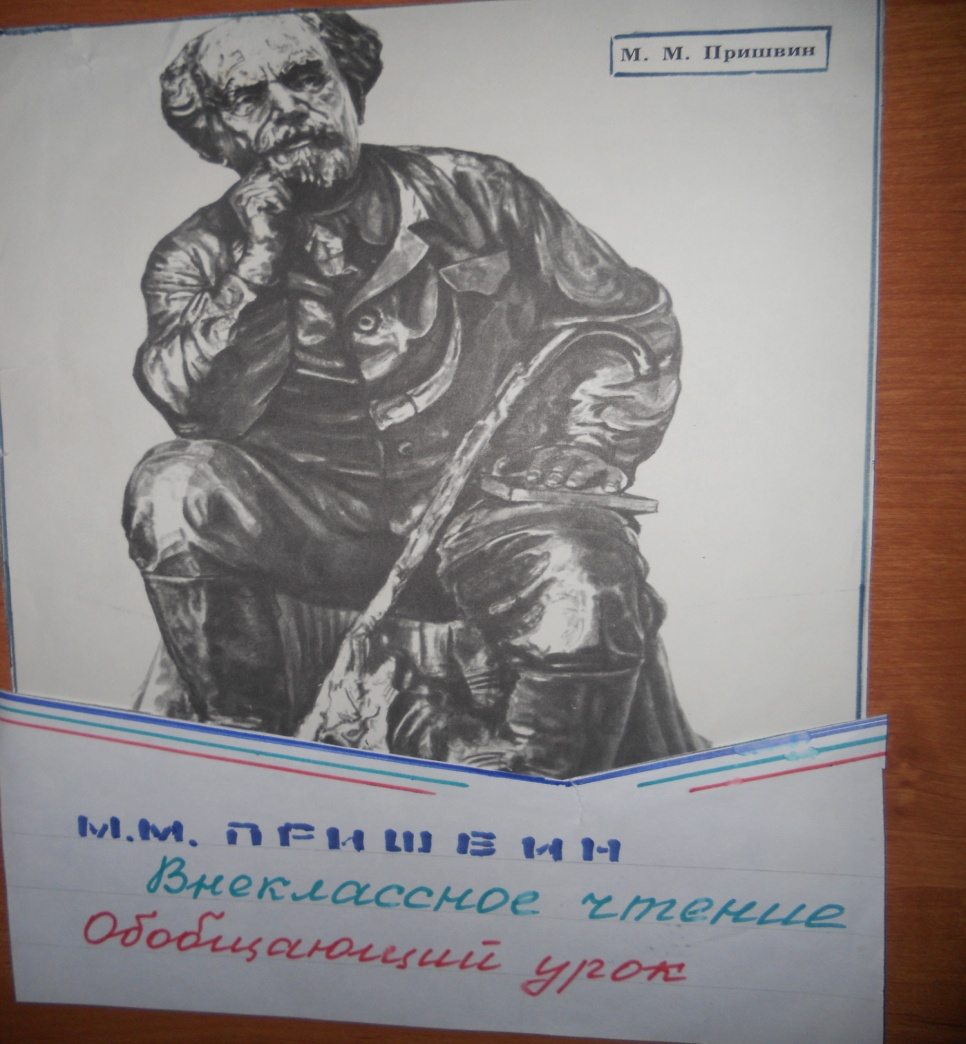 М. М. Пришвин
М.М. ПРИШВИН
Внеклассное чтение
Обобщающий урок